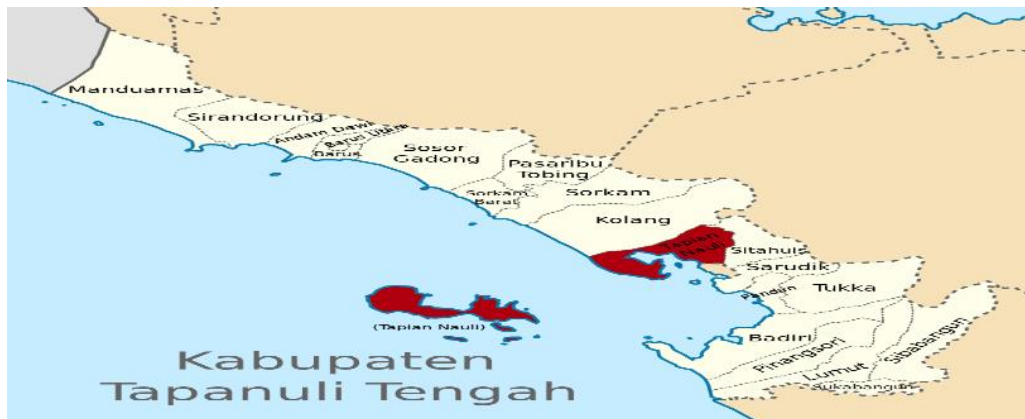 Manduamas
Sirandorung
Andam Dewi
Barus Utara
Barus
Sosor
Gadong
Pasaribu
Tobing
Sorkam
Barat
Sorkam
Kolang
Tapian
Nauli
Sitahuis
Sarudik
Pandan
Tukka
(Tapian Nauli)
Badiri
Pinangsori
Lumut
Sibabangun
Sukabangun
Kabupaten
Tapanuli Tengah